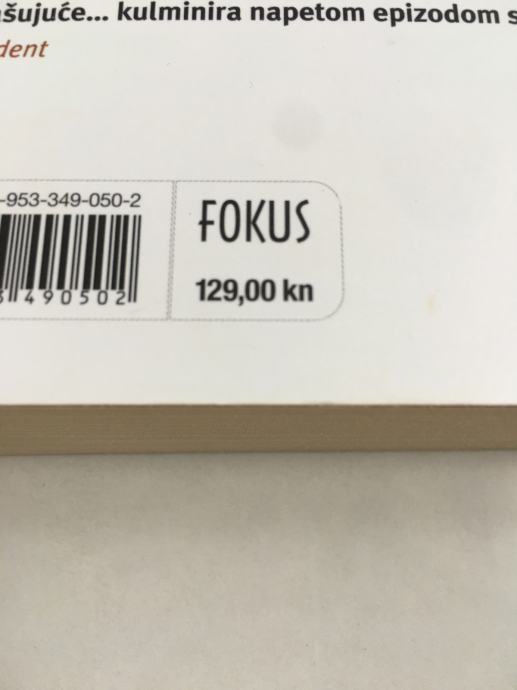 šujuće... kulminira napetom epizodom s
dent
-953-349-050-2
FOKUS
490502
129,00 kn